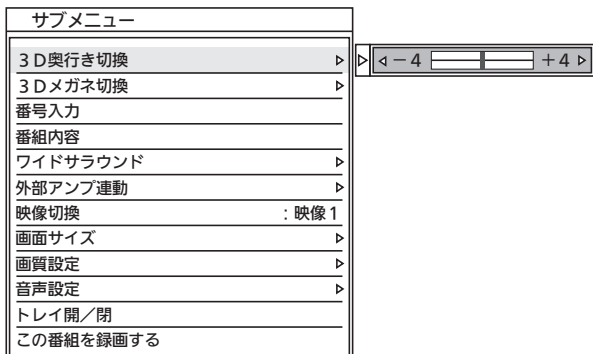 サブメニュー
3D奥行き切換
－4 ＋4
3Dメガネ切換
番号入力
番組内容
ワイドサラウンド
外部アンプ連動
映像切換 : 映像1
画面サイズ
画質設定
音声設定
トレイ開／閉
この番組を録画する